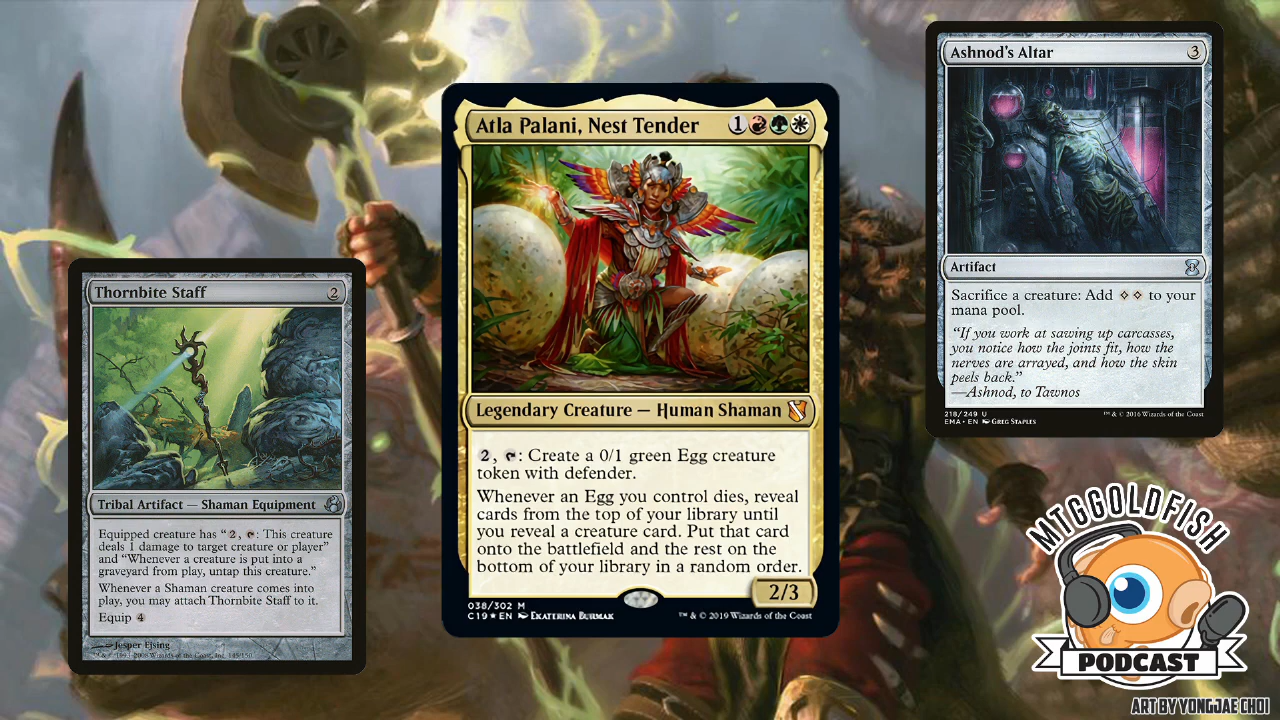 Thornbite Staff 2
Tribal Artifact — Shaman Equipment
Equipped creature has “2, : This creature
deals 1 damage to target creature or player”
and “Whenever a creature is put into a
graveyard from play, untap this creature.”
Whenever a Shaman creature comes into
play, you may attach Thornbite Staff to it.
Equip 4
Jesper Ejsing
Atla Palani, Nest Tender 1
Legendary Creature — Human Shaman
2, : Create a 0/1 green Egg creature
token with defender.
Whenever an Egg you control dies, reveal
cards from the top of your library until
you reveal a creature card. Put that card
onto the battlefield and the rest on the
bottom of your library in a random order.
2/3
038/302 M
C19 ★ EN Ekaterina Burmak
™ & © 2019 Wizards of the Coast
Ashnod's Altar 3
Artifact
Sacrifice a creature: Add to your
mana pool.
“If you work at sawing up carcasses,
you notice how the joints fit, how the
nerves are arrayed, and how the skin
peels back.”
—Ashnod, to Tawnos
218/249 U
EMA • EN Greg Staples
™ & © 2016 Wizards of the Coast
MTGGOLDFISH
PODCAST
ART BY YONGJAE CHOI